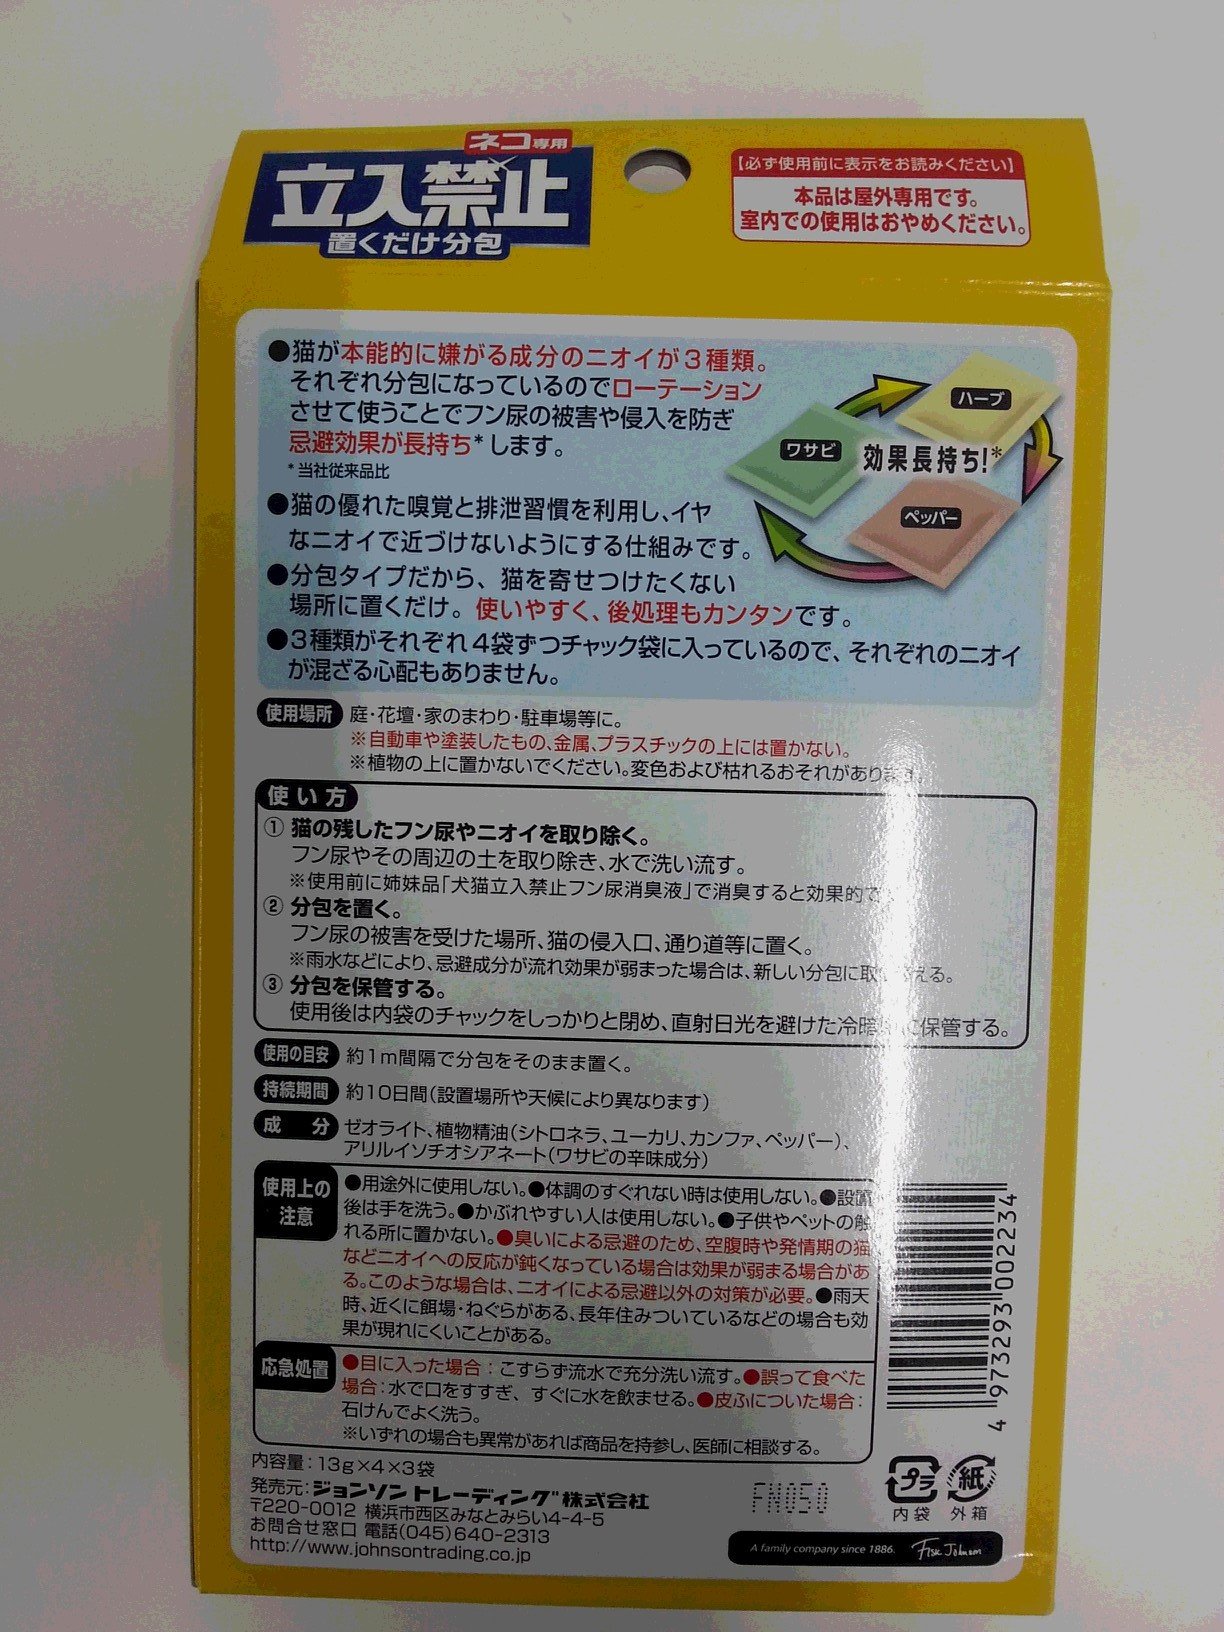 ネコ専用
立入禁止
置くだけ分包
【必ず使用前に表示をお読みください】
本品は屋外専用です。
室内での使用はおやめください。
●猫が本能的に嫌がる成分のニオイが3種類。
それぞれ分包になっているのでローテーション
させて使うことでフン尿の被害や侵入を防ぎ
忌避効果が長持ち*します。
*当社従来品比
ハーブ
ワサビ
効果長持ち!*
ペッパー
●猫の優れた嗅覚と排泄習慣を利用し、イヤ
なニオイで近づけないようにする仕組みです。
●分包タイプだから、猫を寄せつけたくない
場所に置くだけ。使いやすく、後処理もカンタンです。
●3種類がそれぞれ4袋ずつチャック袋に入っているので、それぞれのニオイ
が混ざる心配もありません。
使用場所 庭・花壇・家のまわり・駐車場等に。
※自動車や塗装したもの、金属、プラスチックの上には置かない。
※植物の上に置かないでください。変色および枯れるおそれがあります。
使い方
① 猫の残したフン尿やニオイを取り除く。
フン尿やその周辺の土を取り除き、水で洗い流す。
※使用前に姉妹品「犬猫立入禁止フン尿消臭液」で消臭すると効果的で
② 分包を置く。
フン尿の被害を受けた場所、猫の侵入口、通り道等に置く。
※雨水などにより、忌避成分が流れ効果が弱まった場合は、新しい分包に取える。
③ 分包を保管する。
使用後は内袋のチャックをしっかりと閉め、直射日光を避けた冷暗に保管する。
使用の目安 約1m間隔で分包をそのまま置く。
持続期間 約10日間(設置場所や天候により異なります)
成 分 ゼオライト、植物精油(シトロネラ、ユーカリ、カンファ、ペッパー)、
アリルイソチオシアネート(ワサビの辛味成分)
使用上の注意 ●用途外に使用しない。●体調のすぐれない時は使用しない。●設置
後は手を洗う。●かぶれやすい人は使用しない。●子供やペットの触
れる所に置かない。●臭いによる忌避のため、空腹時や発情期の猫
などニオイへの反応が鈍くなっている場合は効果が弱まる場合があ
る。このような場合は、ニオイによる忌避以外の対策が必要。●雨天
時、近くに餌場・ねぐらがある、長年住みついているなどの場合も効
果が現れにくいことがある。
応急処置 ●目に入った場合：こすらず流水で充分洗い流す。●誤って食べた
場合：水で口をすすぎ、すぐに水を飲ませる。●皮ふについた場合：
石けんでよく洗う。
※いずれの場合も異常があれば商品を持参し、医師に相談する。
内容量：13g×4×3袋
発売元：ジョンソントレーディング株式会社
〒220-0012 横浜市西区みなとみらい4-4-5
お問合せ窓口 電話(045)640-2313
http://www.johnsontrading.co.jp
4 973293 002234
FN050
プラ
内袋
紙
外箱
A family company since 1886. Fisk Johnson